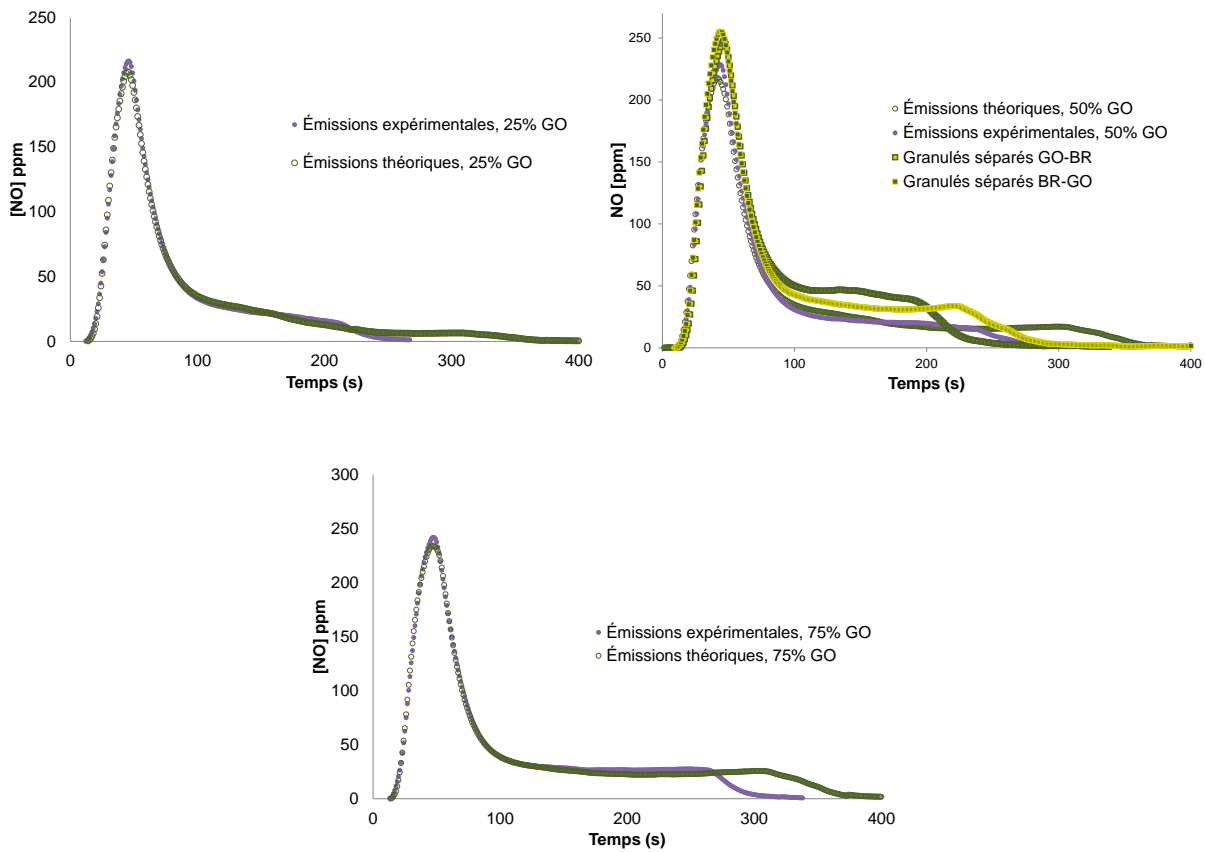 250
200
150
100
50
0
0 100 200 300 400
[NO] ppm
Temps (s)
Émissions expérimentales, 25% GO
Émissions théoriques, 25% GO
250
200
150
100
50
0
0 100 200 300 400
NO [ppm]
Temps (s)
Émissions théoriques, 50% GO
Émissions expérimentales, 50% GO
Granulés séparés GO-BR
Granulés séparés BR-GO
300
250
200
150
100
50
0
0 100 200 300 400
[NO] ppm
Temps (s)
Émissions expérimentales, 75% GO
Émissions théoriques, 75% GO